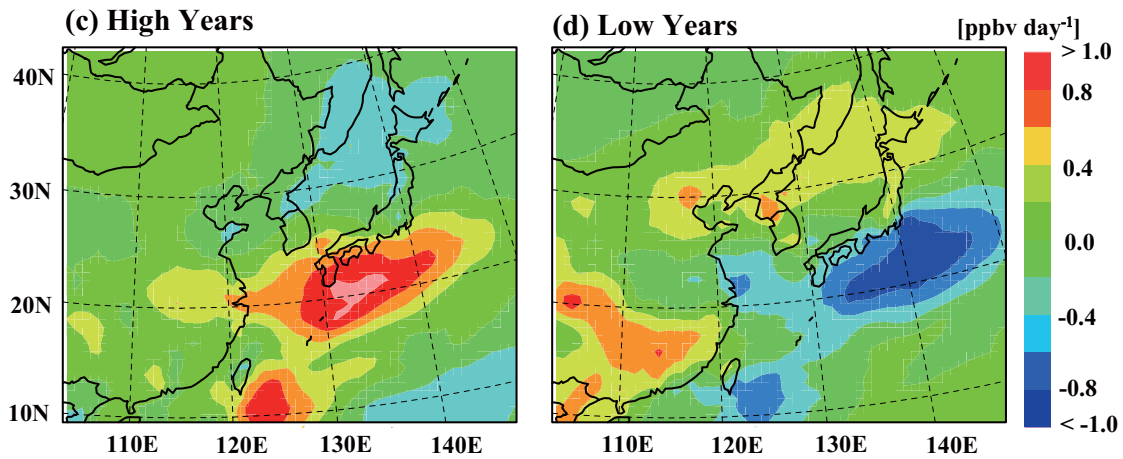 (c) High Years
(d) Low Years
[ppbv day⁻¹]
40N
30N
20N
10N
110E
120E
130E
140E
110E
120E
130E
140E
> 1.0
0.8
0.4
0.0
-0.4
-0.8
< -1.0